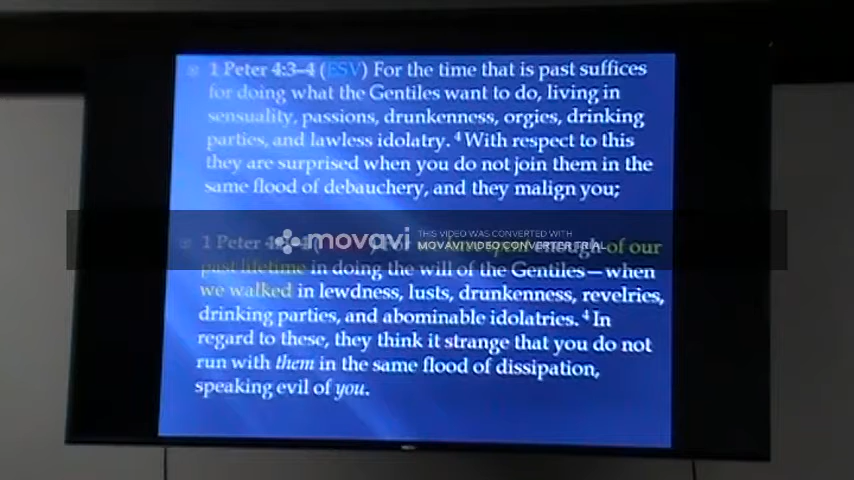 1 Peter 4:3–4 (ESV) For the time that is past suffices
for doing what the Gentiles want to do, living in
sensuality, passions, drunkenness, orgies, drinking
parties, and lawless idolatry. ⁴ With respect to this
they are surprised when you do not join them in the
same flood of debauchery, and they malign you;
movavi
THIS VIDEO WAS CONVERTED WITH
MOVAVI VIDEO CONVERTER TRIAL
1 Peter enough of our
past lifetime in doing the will of the Gentiles—when
we walked in lewdness, lusts, drunkenness, revelries,
drinking parties, and abominable idolatries. ⁴ In
regard to these, they think it strange that you do not
run with them in the same flood of dissipation,
speaking evil of you.